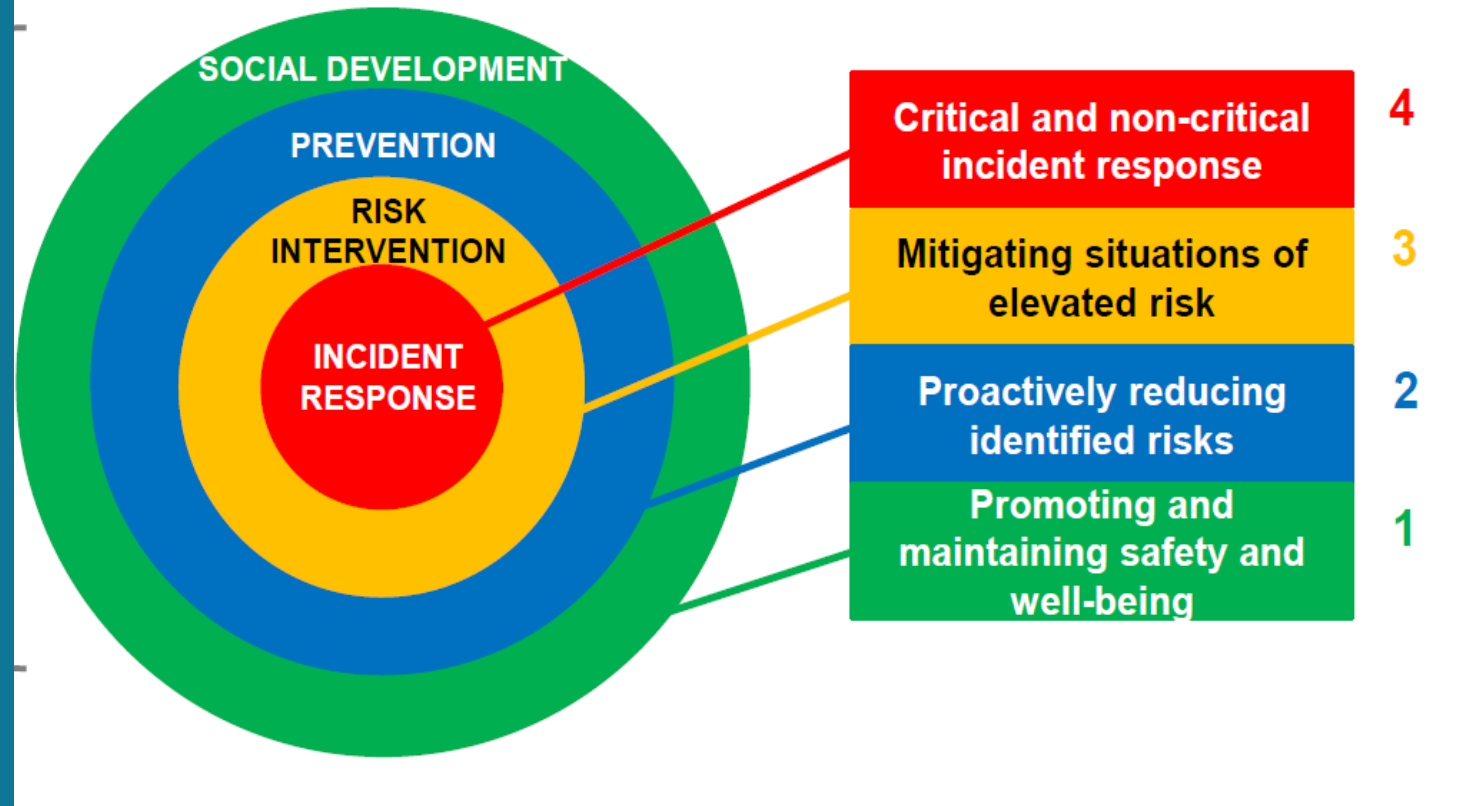 SOCIAL DEVELOPMENT
PREVENTION
RISK
INTERVENTION
INCIDENT
RESPONSE
Critical and non-critical
incident response
4
Mitigating situations of
elevated risk
3
Proactively reducing
identified risks
2
Promoting and
maintaining safety and
well-being
1